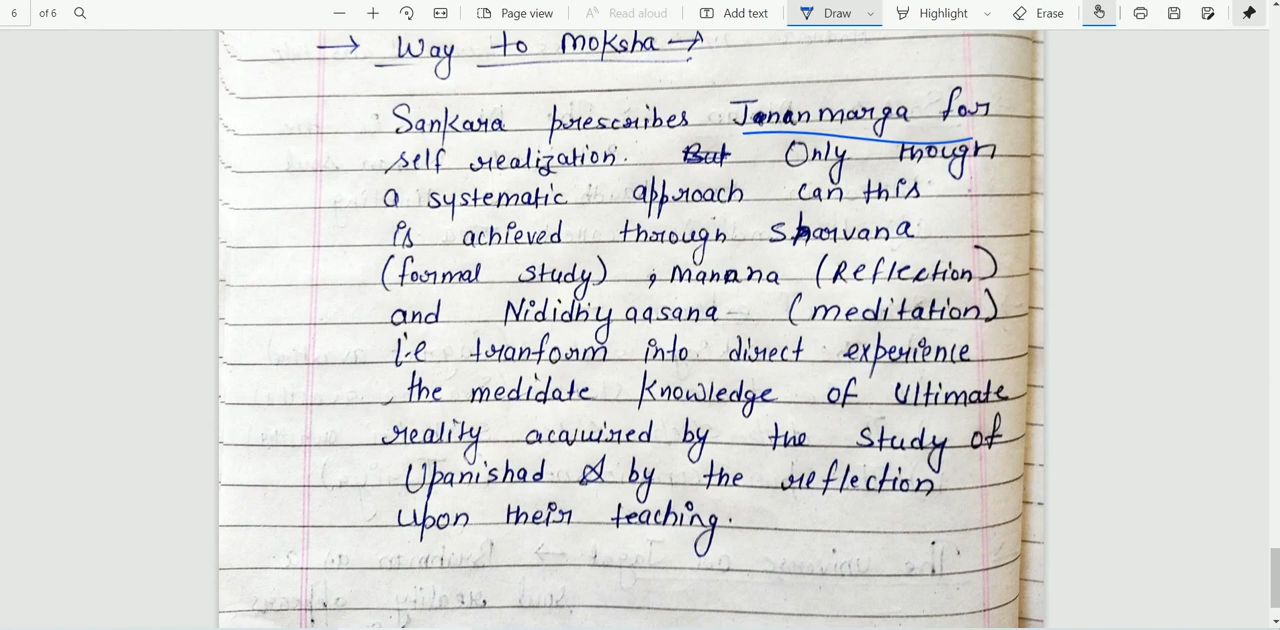 6 of 6 Page view Read aloud Add text Draw Highlight Erase
→ Way to moksha →
Sankara prescribes Jnanmarga for
self realization. But Only though
a systematic approach can this
is achieved thorough Sharvana
(formal study) , Manana (Reflection)
and Nididhyaasana (meditation)
i.e tranform into direct experience
the medidate knowledge of Ultimate
reality acquired by the study of
Upanishad & by the reflection
upon their teaching.